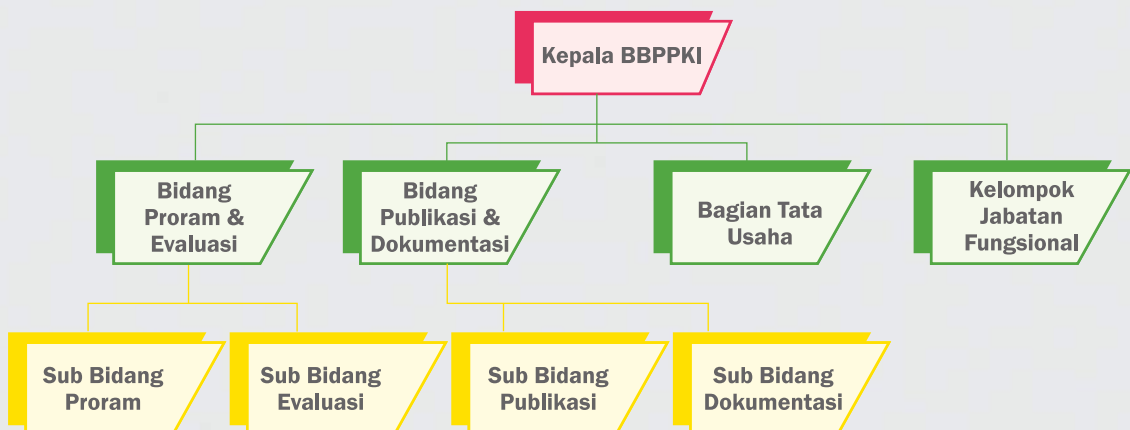 Kepala BBPPKI
Bidang
Proram &
Evaluasi
Bidang
Publikasi &
Dokumentasi
Bagian Tata
Usaha
Kelompok
Jabatan
Fungsional
Sub Bidang
Proram
Sub Bidang
Evaluasi
Sub Bidang
Publikasi
Sub Bidang
Dokumentasi